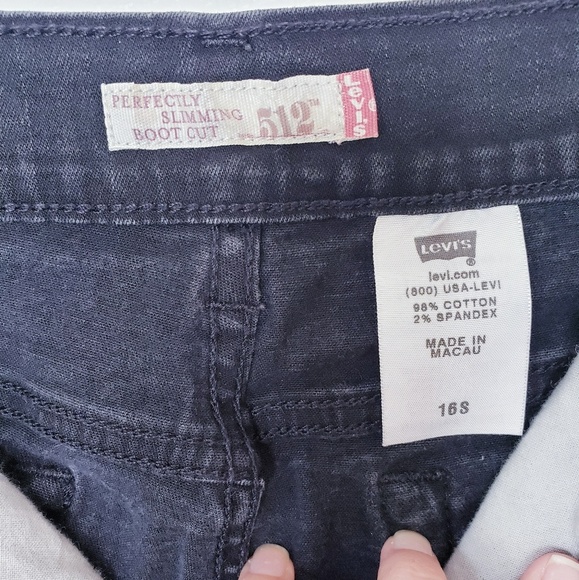 PERFECTLY
SLIMMING
BOOT CUT
512™
Levi's®
Levi's®
levi.com
(800) USA-LEVI
98% COTTON
2% SPANDEX
MADE IN
MACAU
16S